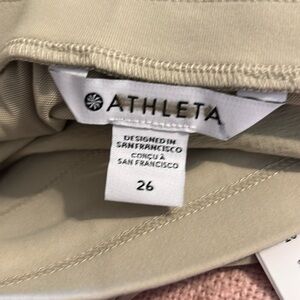 ATHLETA
DESIGNED IN
SAN FRANCISCO
CONÇU À
SAN FRANCISCO
26